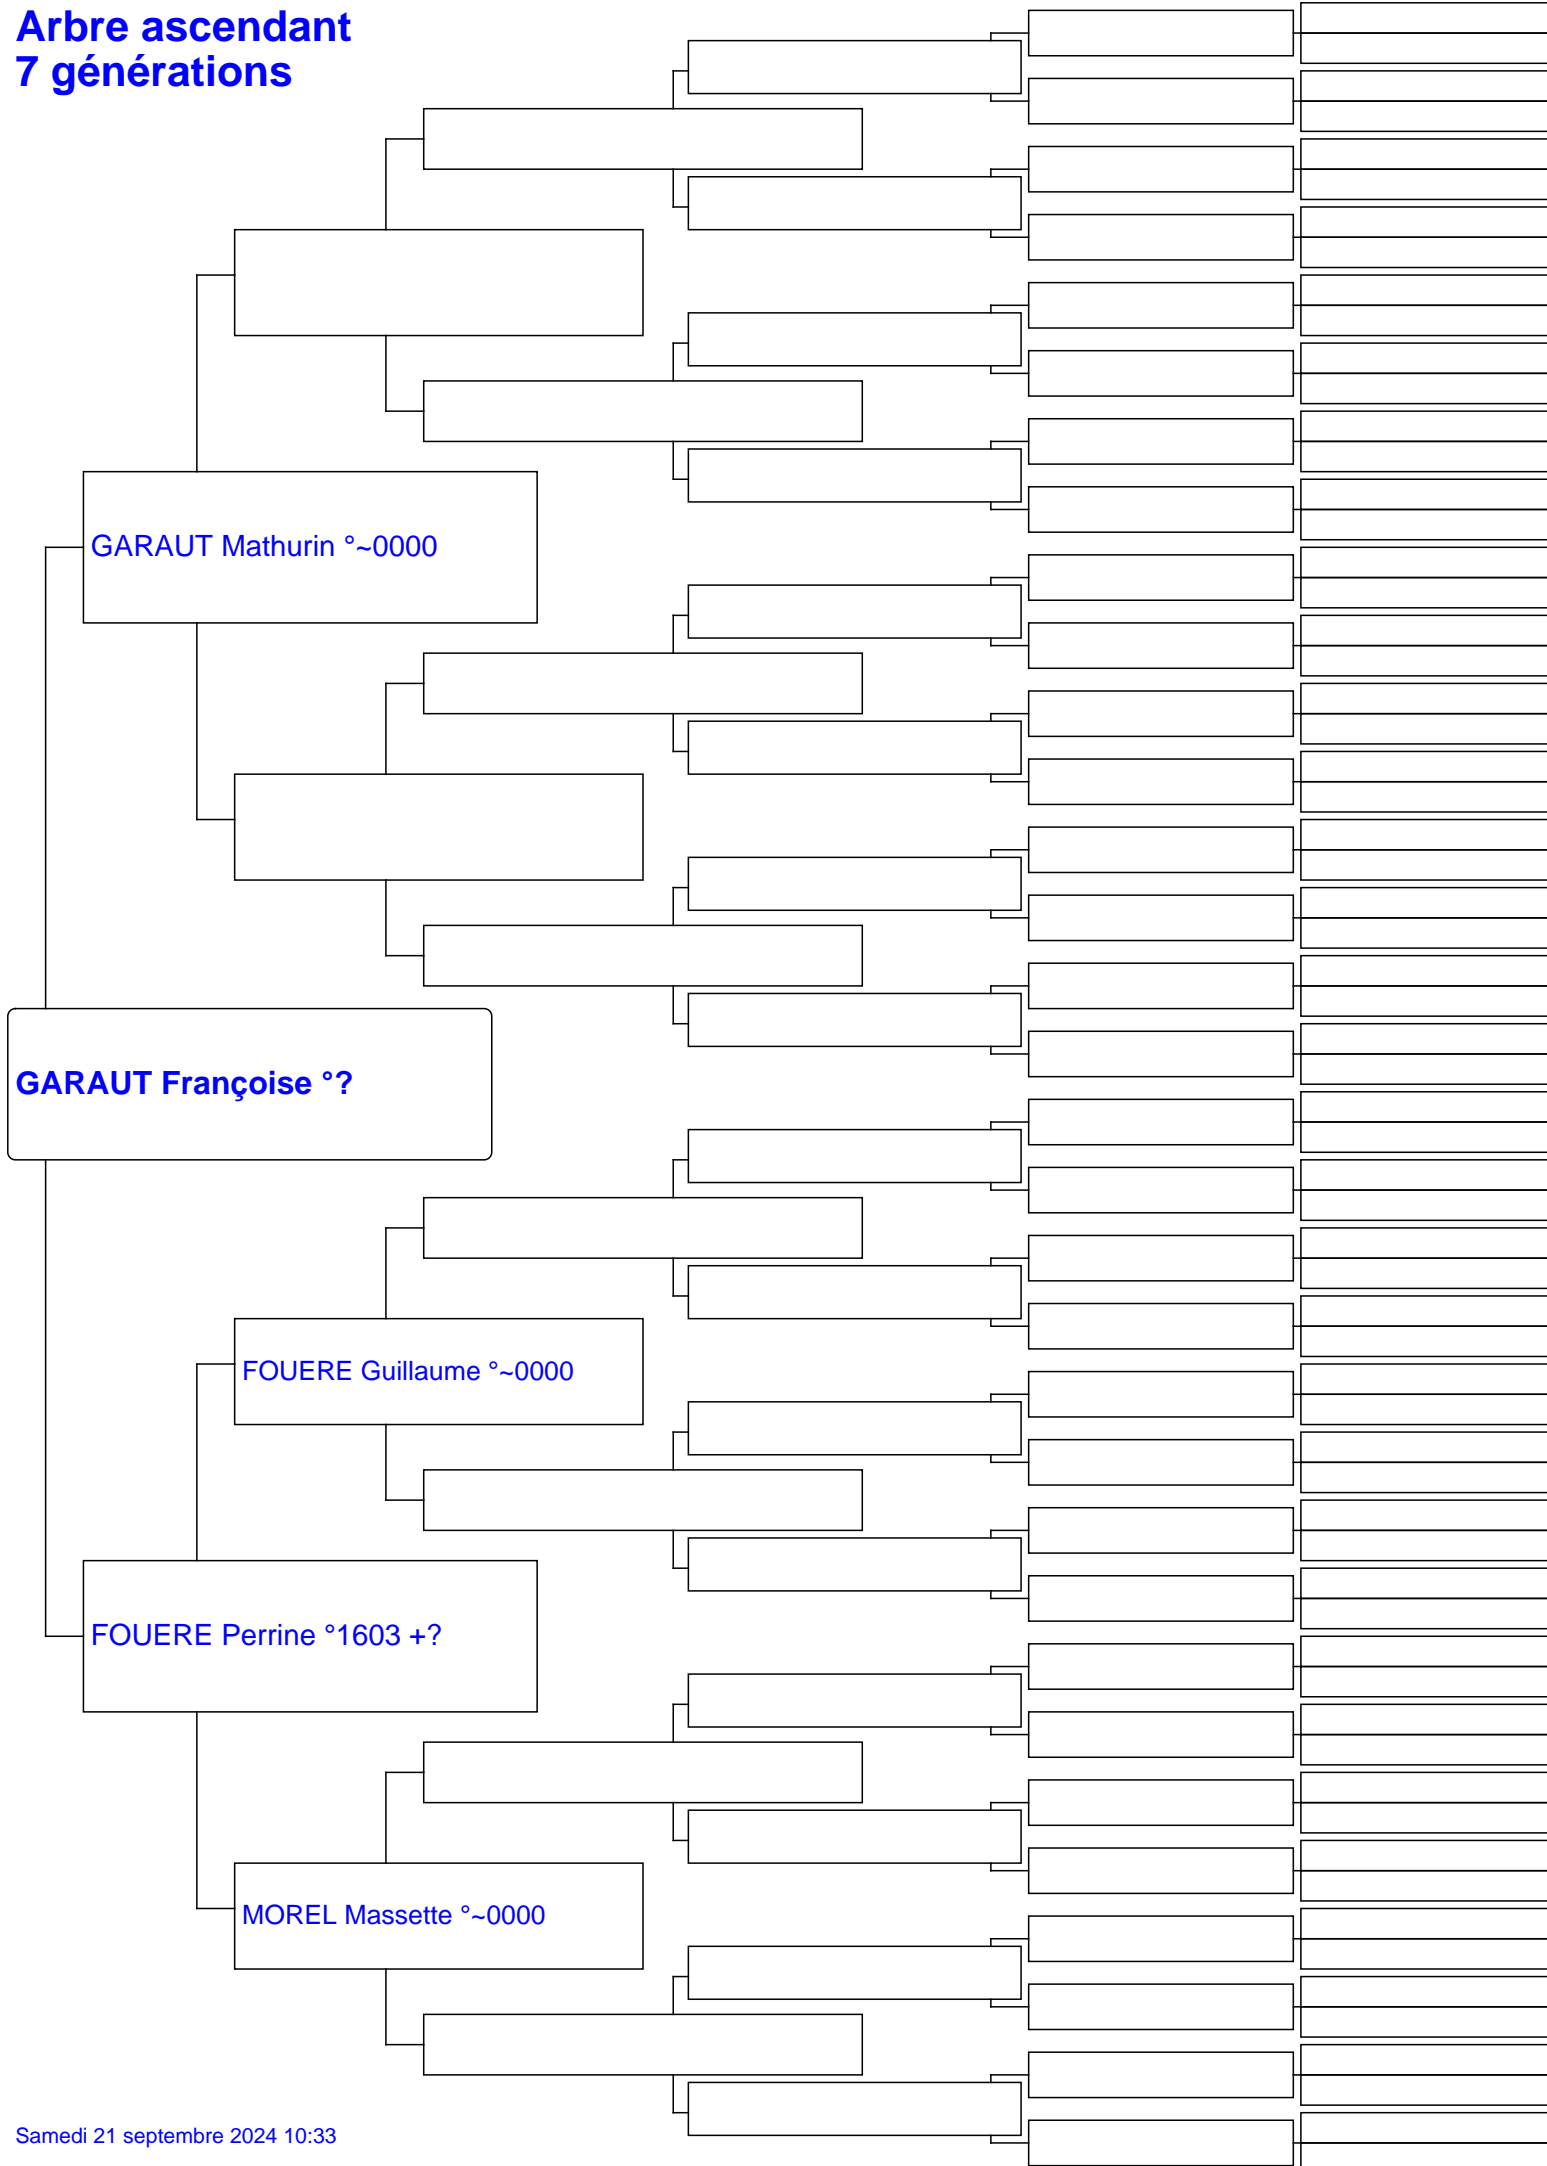 Arbre ascendant
7 générations
GARAUT Mathurin °~0000
GARAUT Françoise °?
FOUERE Guillaume °~0000
FOUERE Perrine °1603 +?
MOREL Massette °~0000
Samedi 21 septembre 2024 10:33